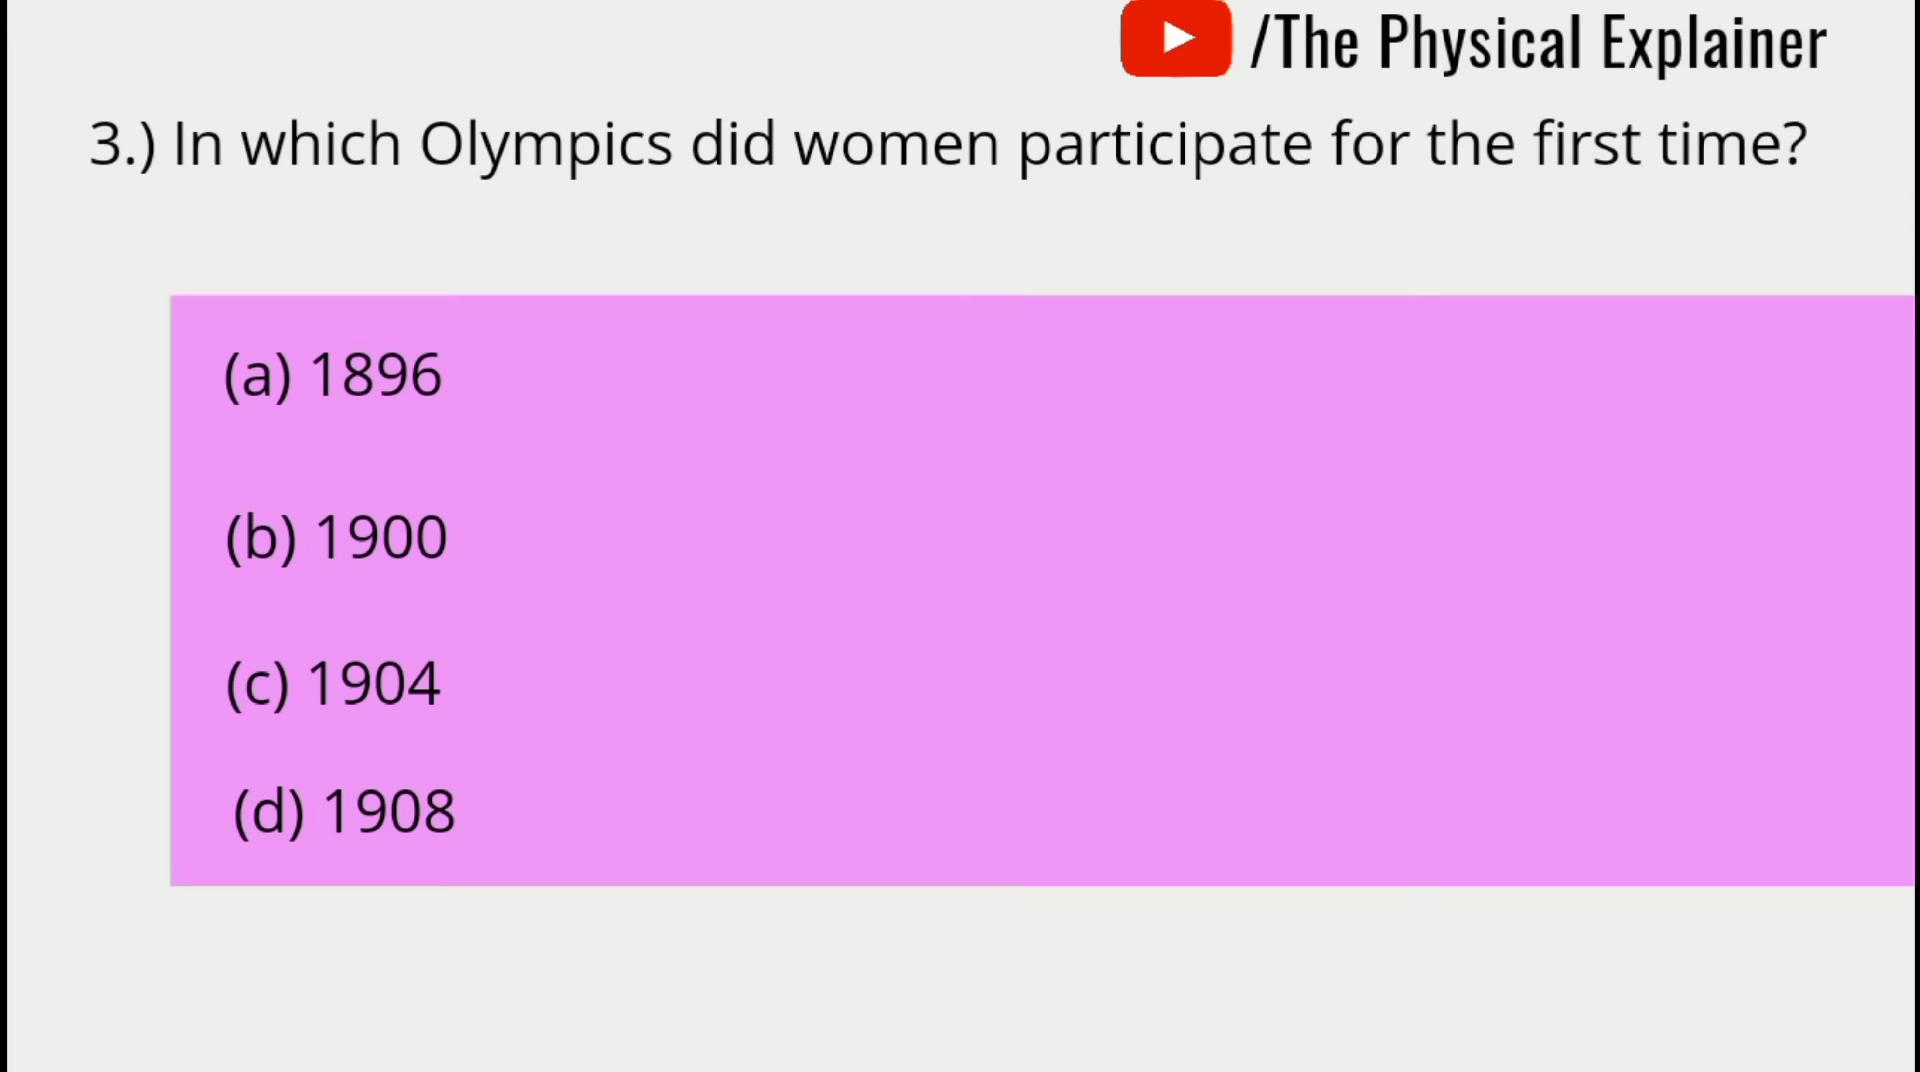 /The Physical Explainer
3.) In which Olympics did women participate for the first time?
(a) 1896
(b) 1900
(c) 1904
(d) 1908